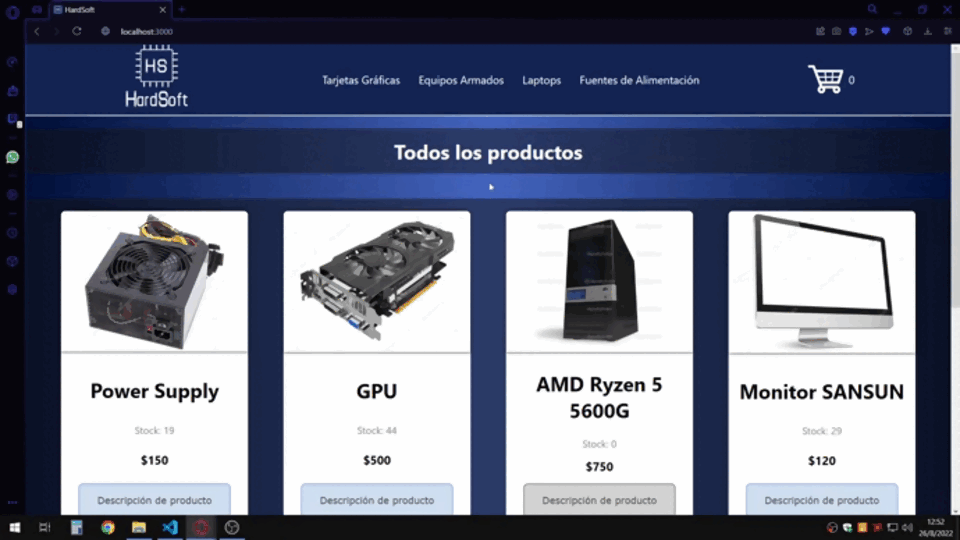 HardSoft
localhost:3000
HS
HardSoft
Tarjetas Gráficas
Equipos Armados
Laptops
Fuentes de Alimentación
0
Todos los productos
Power Supply
Stock: 19
$150
Descripción de producto
GPU
Stock: 44
$500
Descripción de producto
AMD Ryzen 5
5600G
Stock: 0
$750
Descripción de producto
Monitor SANSUN
Stock: 29
$120
Descripción de producto
12:52
26/8/2022